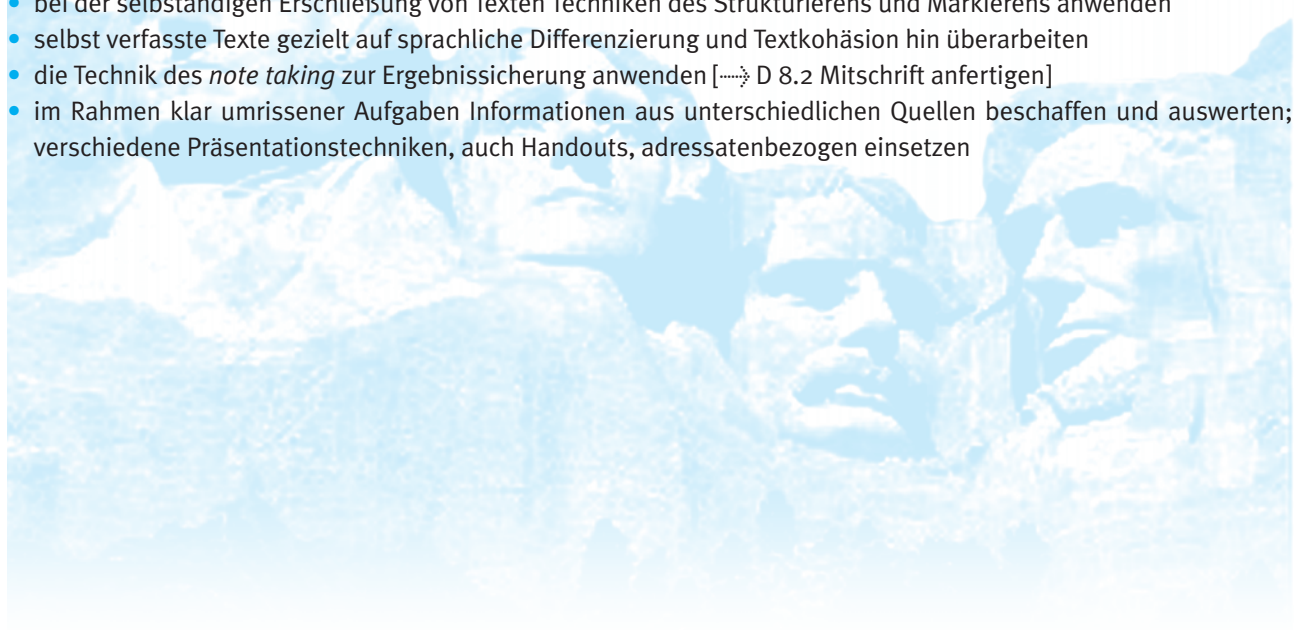 • bei der selbständigen Erschließung von Texten Techniken des Strukturierens und Markierens anwenden
• selbst verfasste Texte gezielt auf sprachliche Differenzierung und Textkohäsion hin überarbeiten
• die Technik des note taking zur Ergebnissicherung anwenden [····> D 8.2 Mitschrift anfertigen]
• im Rahmen klar umrissener Aufgaben Informationen aus unterschiedlichen Quellen beschaffen und auswerten;
verschiedene Präsentationstechniken, auch Handouts, adressatenbezogen einsetzen